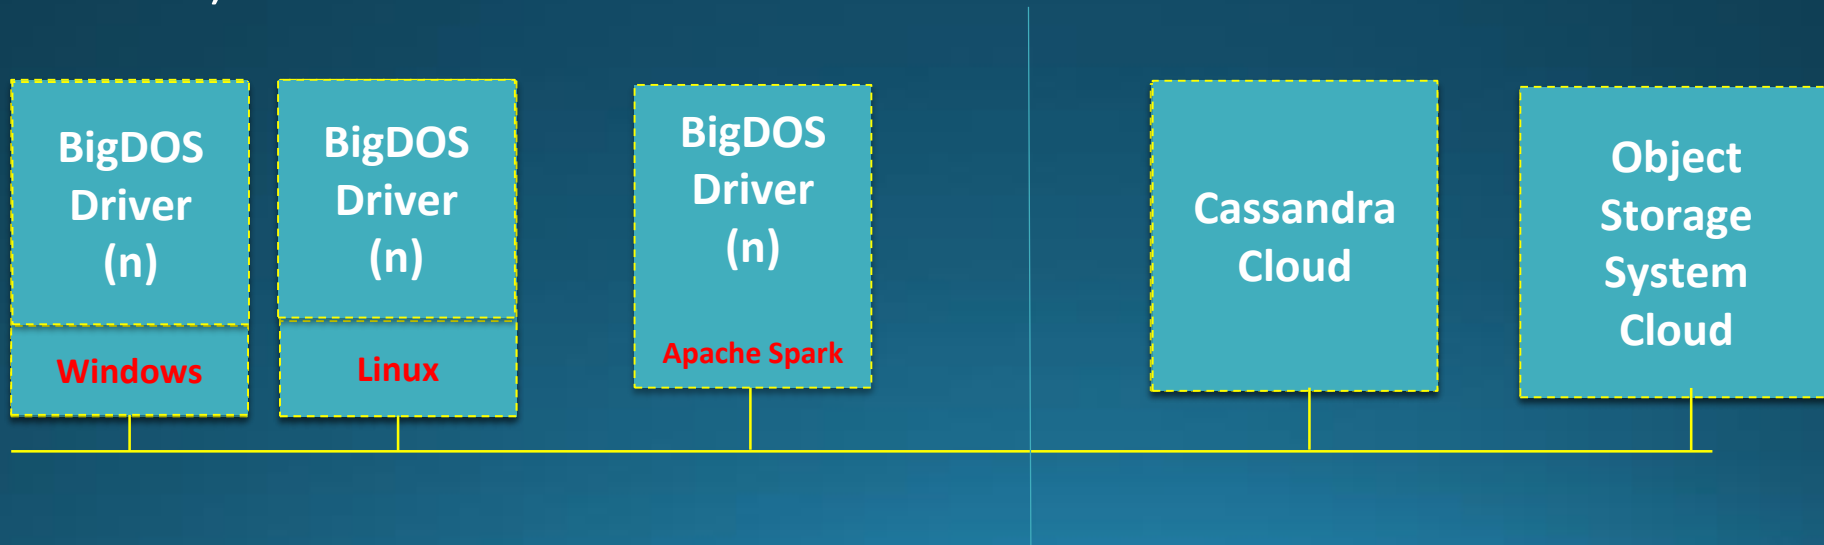 BigDOS
Driver
(n)
Windows
BigDOS
Driver
(n)
Linux
BigDOS
Driver
(n)
Apache Spark
Cassandra
Cloud
Object
Storage
System
Cloud